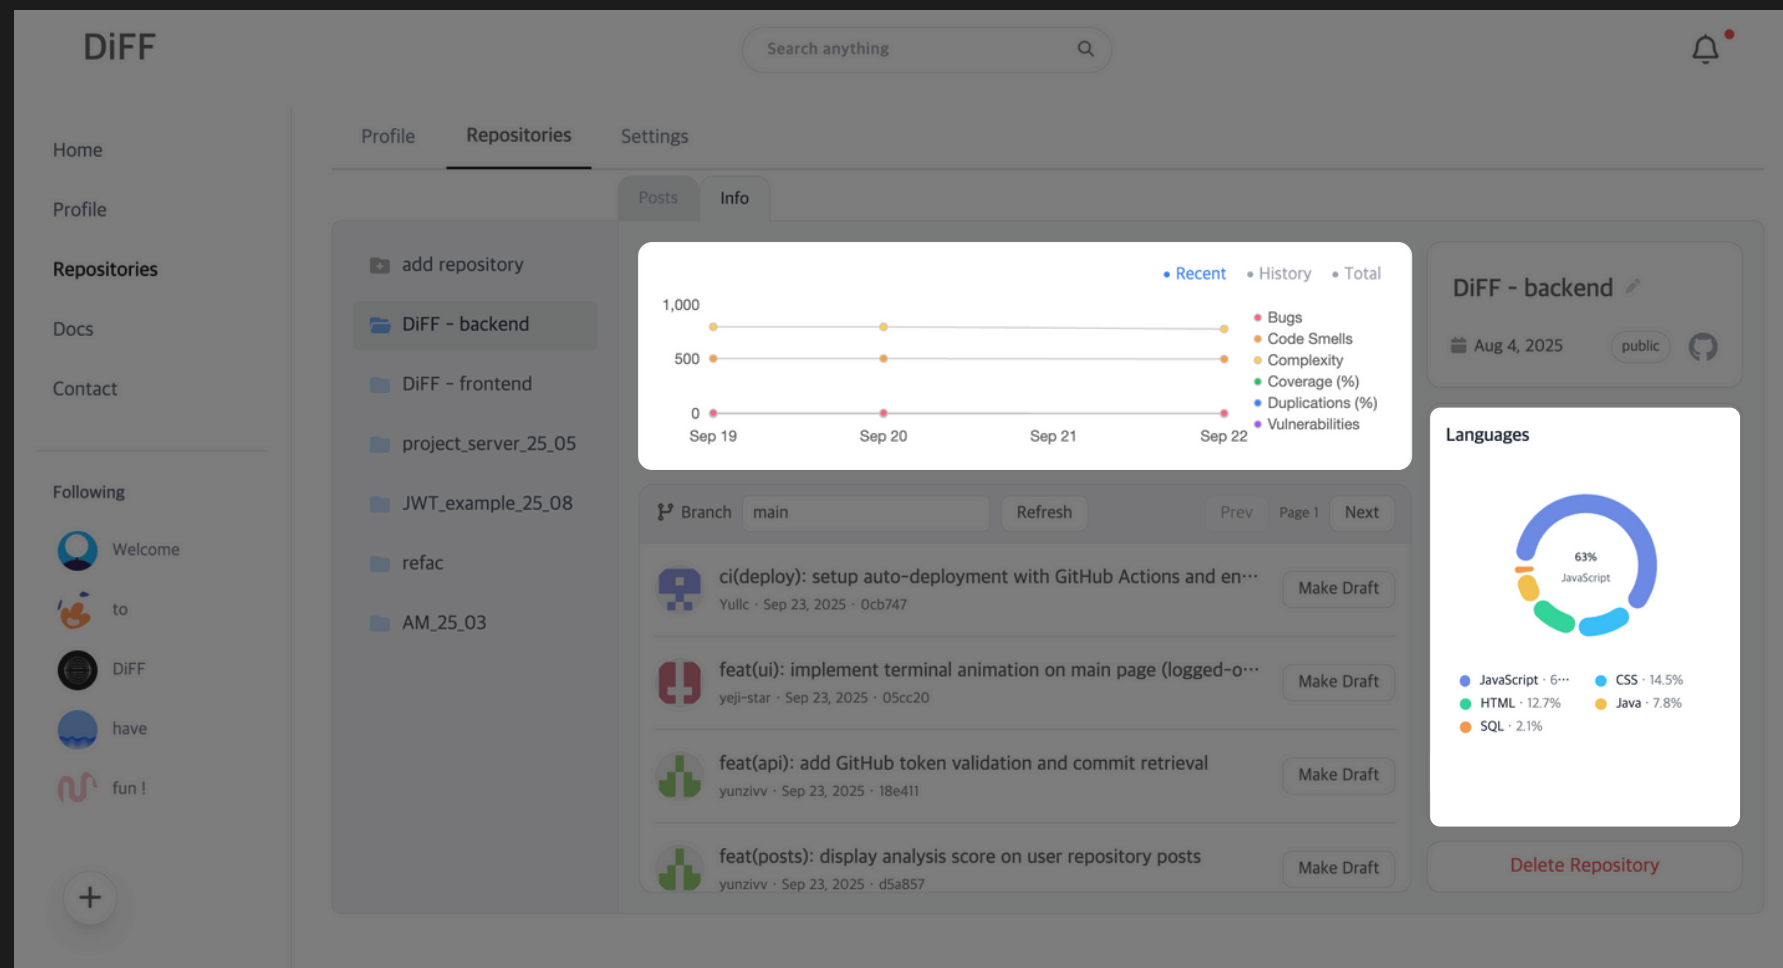 DiFF
Search anything
Home
Profile
Repositories
Docs
Contact
Following
Welcome
to
DiFF
have
fun !
Profile
Repositories
Settings
Posts
Info
add repository
DiFF - backend
DiFF - frontend
project_server_25_05
JWT_example_25_08
refac
AM_25_03
Recent
History
Total
1,000
500
0
Sep 19
Sep 20
Sep 21
Sep 22
Bugs
Code Smells
Complexity
Coverage (%)
Duplications (%)
Vulnerabilities
Branch
main
Refresh
Prev
Page 1
Next
ci(deploy): setup auto-deployment with GitHub Actions and en···
Yullc · Sep 23, 2025 · 0cb747
Make Draft
feat(ui): implement terminal animation on main page (logged-o···
yeji-star · Sep 23, 2025 · 05cc20
Make Draft
feat(api): add GitHub token validation and commit retrieval
yunzivv · Sep 23, 2025 · 18e411
Make Draft
feat(posts): display analysis score on user repository posts
yunzivv · Sep 23, 2025 · d5a857
Make Draft
DiFF - backend
Aug 4, 2025
public
Languages
63%
JavaScript
JavaScript · 6···
CSS · 14.5%
HTML · 12.7%
Java · 7.8%
SQL · 2.1%
Delete Repository